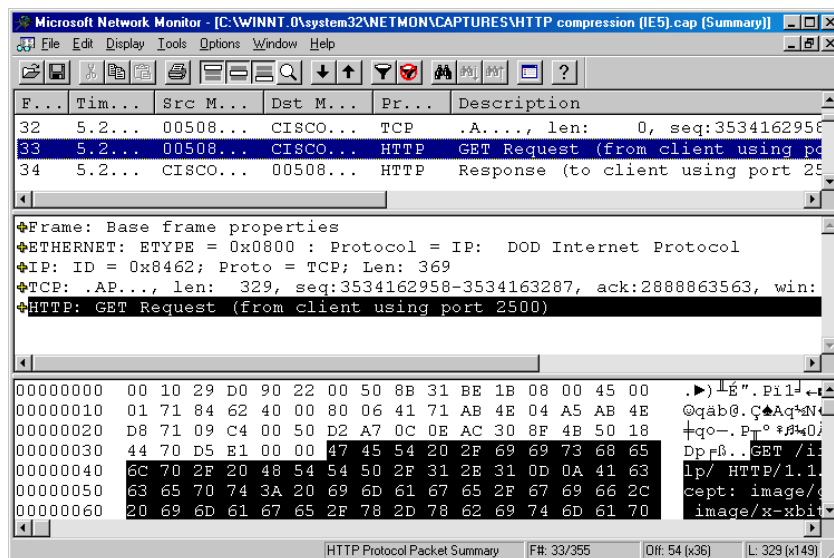 Microsoft Network Monitor - [C:\WINNT.0\system32\NETMON\CAPTURES\HTTP compression (IE5).cap (Summary)]
File Edit Display Tools Options Window Help
F... Tim... Src M... Dst M... Pr... Description
32 5.2... 00508... CISCO... TCP .A...., len: 0, seq:3534162958
33 5.2... 00508... CISCO... HTTP GET Request (from client using po
34 5.2... CISCO... 00508... HTTP Response (to client using port 25
Frame: Base frame properties
ETHERNET: ETYPE = 0x0800 : Protocol = IP: DOD Internet Protocol
IP: ID = 0x8462; Proto = TCP; Len: 369
TCP: .AP..., len: 329, seq:3534162958-3534163287, ack:2888863563, win:
HTTP: GET Request (from client using port 2500)
00000000 00 10 29 D0 90 22 00 50 8B 31 BE 1B 08 00 45 00
00000010 01 71 84 62 40 00 80 06 41 71 AB 4E 04 A5 AB 4E
00000020 D8 71 09 C4 00 50 D2 A7 0C 0E AC 30 8F 4B 50 18
00000030 44 70 D5 E1 00 00 47 45 54 20 2F 69 69 73 68 65 Dp╒ß..GET /ii
00000040 6C 70 2F 20 48 54 54 50 2F 31 2E 31 0D 0A 41 63 lp/ HTTP/1.1.
00000050 63 65 70 74 3A 20 69 6D 61 67 65 2F 67 69 66 2C cept: image/g
00000060 20 69 6D 61 67 65 2F 78 2D 78 62 69 74 6D 61 70 image/x-xbit
HTTP Protocol Packet Summary F#: 33/355 Off: 54 (x36) L: 329 (x149)